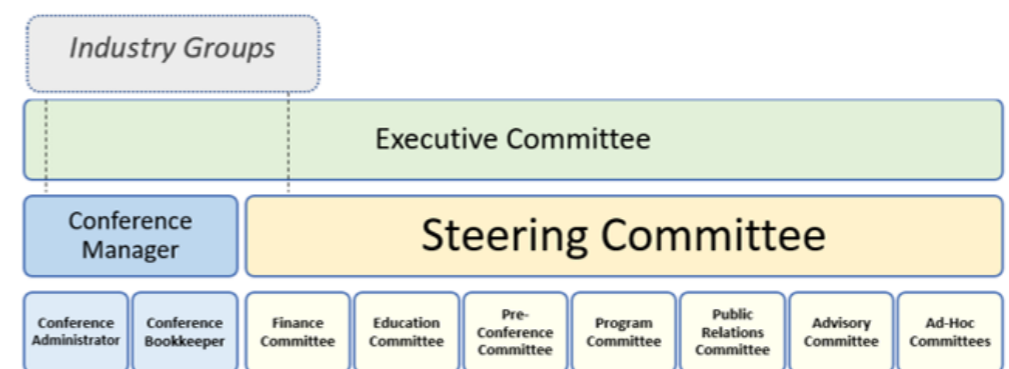 Industry Groups
Executive Committee
Conference
Manager
Steering Committee
Conference
Administrator
Conference
Bookkeeper
Finance
Committee
Education
Committee
Pre-
Conference
Committee
Program
Committee
Public
Relations
Committee
Advisory
Committee
Ad-Hoc
Committees